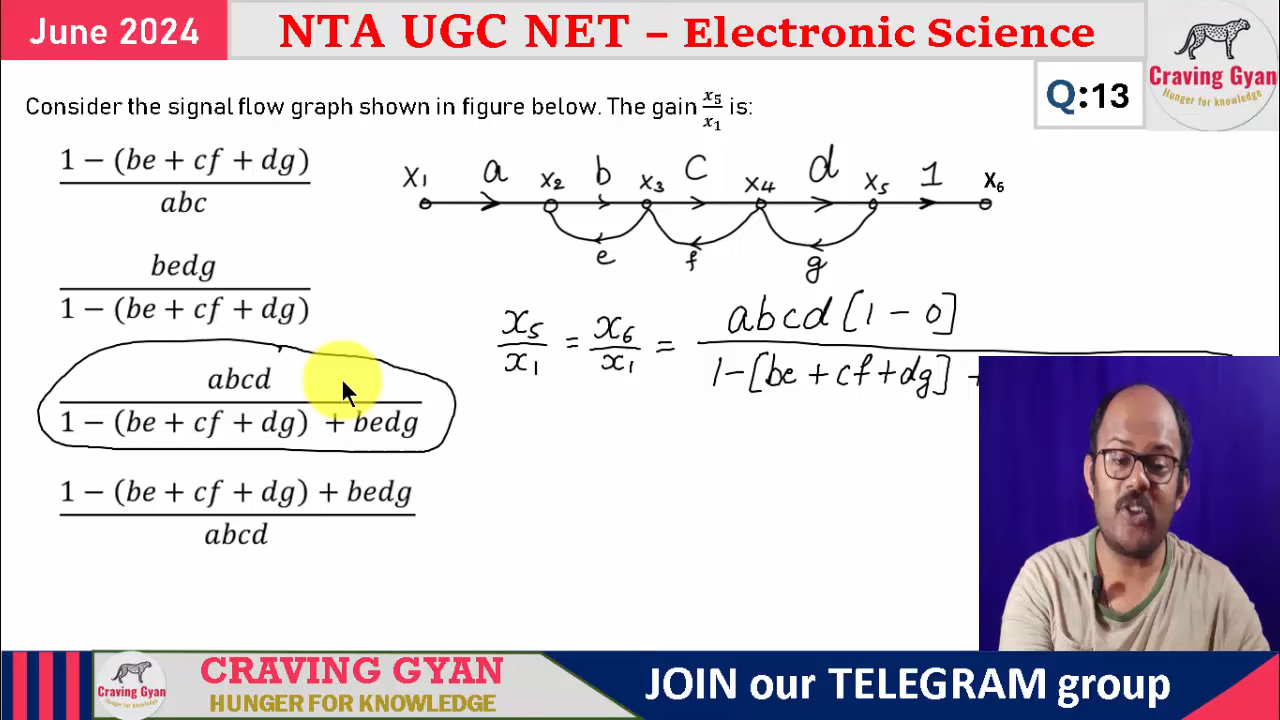 June 2024
NTA UGC NET – Electronic Science
Craving Gyan
Hunger for knowledge
Q:13
Consider the signal flow graph shown in figure below. The gain x₅/x₁ is:
(1 − (be + cf + dg))/abc
bedg/(1 − (be + cf + dg))
abcd/(1 − (be + cf + dg) + bedg)
(1 − (be + cf + dg) + bedg)/abcd
x₁ a x₂ b x₃ c x₄ d x₅ 1 x₆
e f g
x₅/x₁ = x₆/x₁ = abcd[1 − 0]/1−[be + cf + dg] +
Craving Gyan
CRAVING GYAN
HUNGER FOR KNOWLEDGE
JOIN our TELEGRAM group